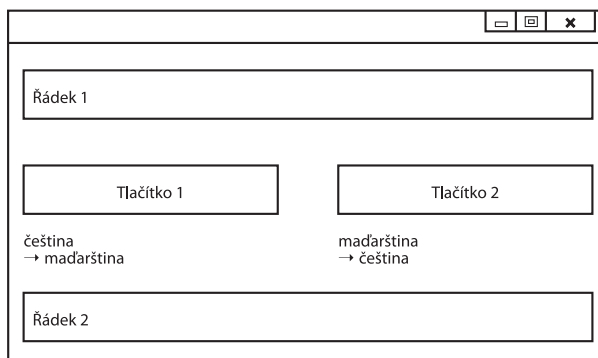 Řádek 1
Tlačítko 1
Tlačítko 2
čeština
→ maďarština
maďarština
→ čeština
Řádek 2